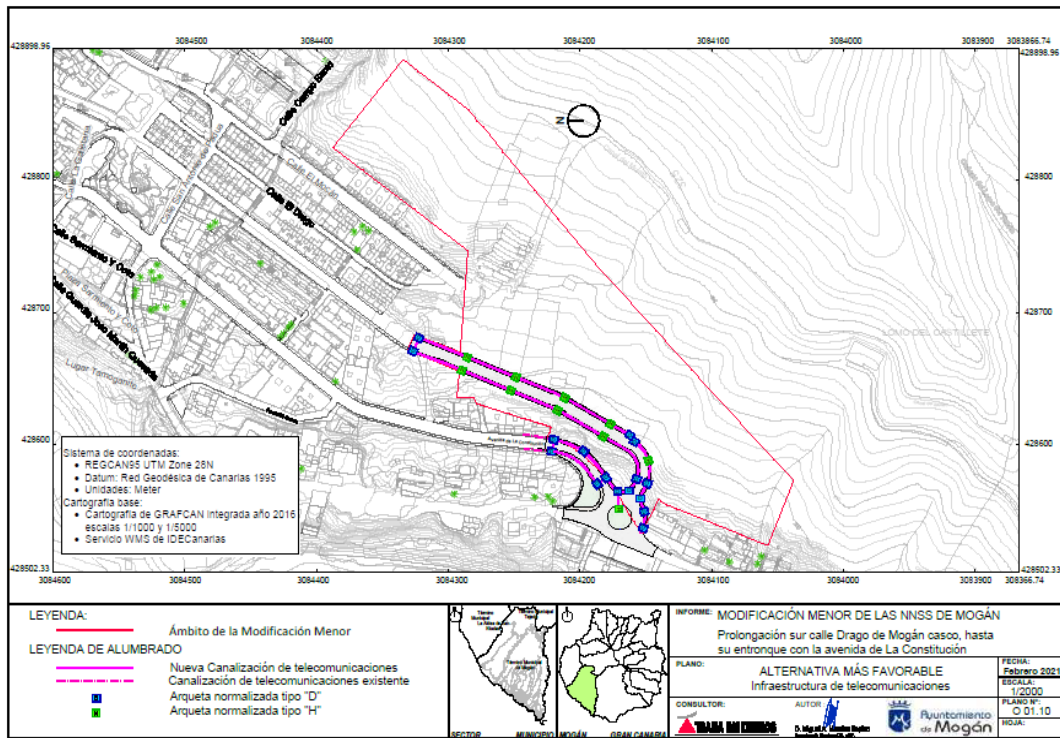 3084500
3084400
3084300
3084200
3084100
3084000
3083900
3083866.74
428898.96
428898.96
428800
428800
428700
428700
428600
428600
428502.33
428502.33
3084600
3084500
3084400
3084300
3084200
3084100
3084000
3083900
3083866.74
N
Calle El Drago
Avenida de La Constitución
LOMO DEL CASTILLETE
Lugar Tamoganite
Sistema de coordenadas:
• REGCAN95 UTM Zone 28N
• Datum: Red Geodésica de Canarias 1995
• Unidades: Meter
Cartografía base:
• Cartografía de GRAFCAN integrada año 2016
escalas 1/1000 y 1/5000
• Servicio WMS de IDECanarias
LEYENDA:
Ámbito de la Modificación Menor
LEYENDA DE ALUMBRADO
Nueva Canalización de telecomunicaciones
Canalización de telecomunicaciones existente
Arqueta normalizada tipo "D"
Arqueta normalizada tipo "H"
SECTOR
MUNICIPIO MOGÁN
GRAN CANARIA
INFORME: MODIFICACIÓN MENOR DE LAS NNSS DE MOGÁN
Prolongación sur calle Drago de Mogán casco, hasta
su entronque con la avenida de La Constitución
PLANO:
ALTERNATIVA MÁS FAVORABLE
Infraestructura de telecomunicaciones
FECHA:
Febrero 2021
ESCALA:
1/2000
PLANO Nº:
O 01.10
HOJA:
CONSULTOR:
AUTOR:
Ayuntamiento
de Mogán